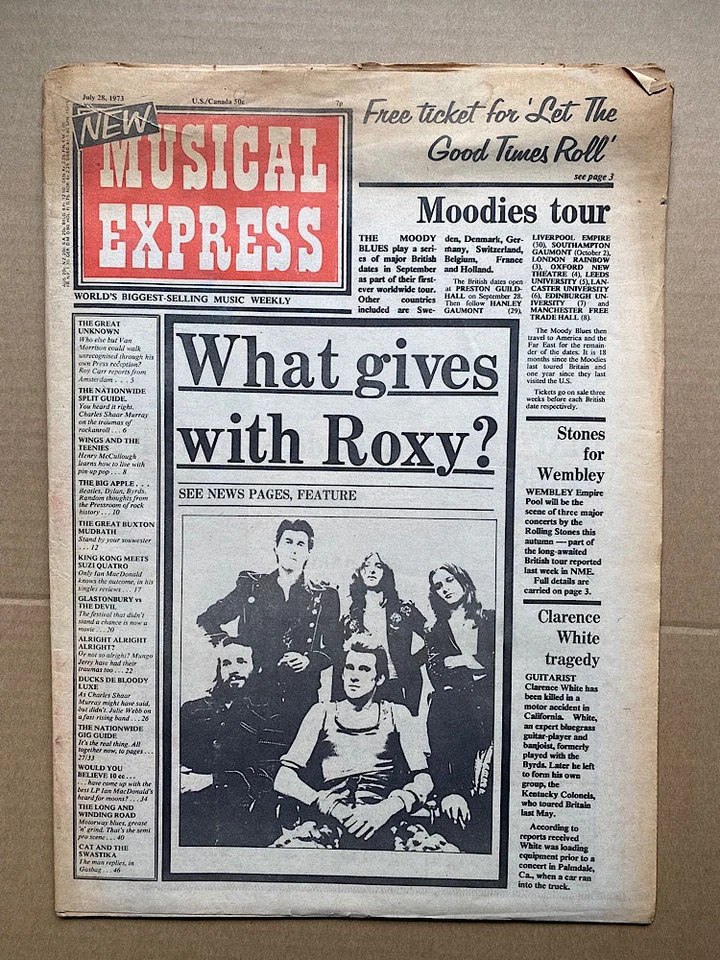 July 28, 1973
U.S./Canada 50c
7p
NEW
MUSICAL
EXPRESS
WORLD'S BIGGEST-SELLING MUSIC WEEKLY
Free ticket for 'Let The
Good Times Roll'
see page 3
Moodies tour
THE MOODY
BLUES play a seri-
es of major British
dates in September
as part of their first-
ever worldwide tour.
Other countries
included are Swe-
den, Denmark, Ger-
many, Switzerland,
Belgium, France
and Holland.
The British dates open
at PRESTON GUILD-
HALL on September 28.
Then follow HANLEY
GAUMONT (29),
LIVERPOOL EMPIRE
(30), SOUTHAMPTON
GAUMONT (October 2),
LONDON RAINBOW
(3), OXFORD NEW
THEATRE (4), LEEDS
UNIVERSITY (5), LAN-
CASTER UNIVERSITY
(6), EDINBURGH UN-
IVERSITY (7) and
MANCHESTER FREE
TRADE HALL (8).
The Moody Blues then
travel to America and the
Far East for the remain-
der of the dates. It is 18
months since the Moodies
last toured Britain and
one year since they last
visited the U.S.
Tickets go on sale three
weeks before each British
date respectively.
THE GREAT
UNKNOWN
Who else but Van
Morrison could walk
unrecognised through his
own Press reception?
Roy Carr reports from
Amsterdam . . . 5
THE NATIONWIDE
SPLIT GUIDE.
You heard it right.
Charles Shaar Murray
on the traumas of
rockanroll . . . 6
WINGS AND THE
TEENIES
Henry McCullough
learns how to live with
pin-up pop . . . 8
THE BIG APPLE . . .
Beatles, Dylan, Byrds.
Random thoughts from
the Pressroom of rock
history . . . 10
THE GREAT BUXTON
MUDBATH
Stand by your souwester
. . . 12
KING KONG MEETS
SUZI QUATRO
Only Ian MacDonald
knows the outcome, in his
singles reviews . . . 17
GLASTONBURY vs
THE DEVIL
The festival that didn't
stand a chance is now a
movie . . . 20
ALRIGHT ALRIGHT
ALRIGHT?
Or not so alright? Mungo
Jerry have had their
traumas too . . . 22
DUCKS DE BLOODY
LUXE
As Charles Shaar
Murray might have said,
but didn't. Julie Webb on
a fast rising band . . . 26
THE NATIONWIDE
GIG GUIDE
It's the real thing. All
together now, to pages . . .
27/33
WOULD YOU
BELIEVE 10 cc . . .
. . . have come up with the
best LP Ian MacDonald's
heard for moons? . . . 34
THE LONG AND
WINDING ROAD
Motorway blues, grease
'n' grind. That's the semi
pro scene . . . 40
CAT AND THE
SWASTIKA
The man replies, in
Gasbag . . . 46
What gives
with Roxy?
SEE NEWS PAGES, FEATURE
Stones
for
Wembley
WEMBLEY Empire
Pool will be the
scene of three major
concerts by the
Rolling Stones this
autumn — part of
the long-awaited
British tour reported
last week in NME.
Full details are
carried on page 3.
Clarence
White
tragedy
GUITARIST
Clarence White has
been killed in a
motor accident in
California. White,
an expert bluegrass
guitar-player and
banjoist, formerly
played with the
Byrds. Later he left
to form his own
group, the
Kentucky Colonels,
who toured Britain
last May.
According to
reports received
White was loading
equipment prior to a
concert in Palmdale,
Ca., when a car ran
into the truck.